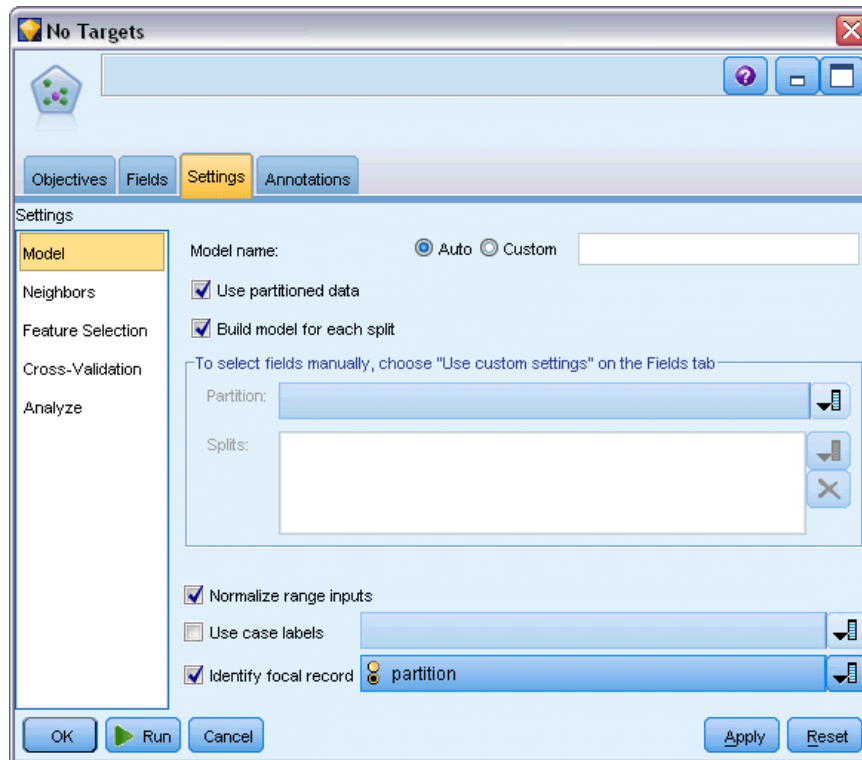 No Targets
Objectives Fields Settings Annotations
Settings
Model
Neighbors
Feature Selection
Cross-Validation
Analyze
Model name: Auto Custom
Use partitioned data
Build model for each split
To select fields manually, choose "Use custom settings" on the Fields tab
Partition:
Splits:
Normalize range inputs
Use case labels
Identify focal record partition
OK Run Cancel Apply Reset